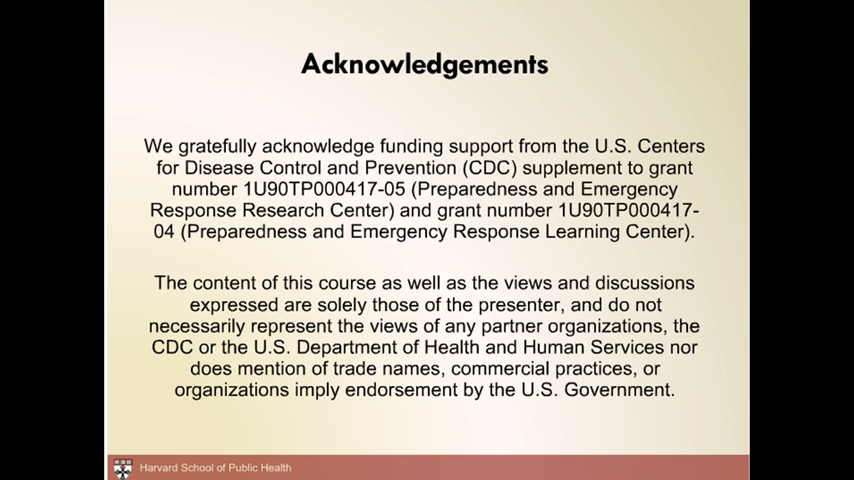 Acknowledgements
We gratefully acknowledge funding support from the U.S. Centers
for Disease Control and Prevention (CDC) supplement to grant
number 1U90TP000417-05 (Preparedness and Emergency
Response Research Center) and grant number 1U90TP000417-
04 (Preparedness and Emergency Response Learning Center).
The content of this course as well as the views and discussions
expressed are solely those of the presenter, and do not
necessarily represent the views of any partner organizations, the
CDC or the U.S. Department of Health and Human Services nor
does mention of trade names, commercial practices, or
organizations imply endorsement by the U.S. Government.
Harvard School of Public Health